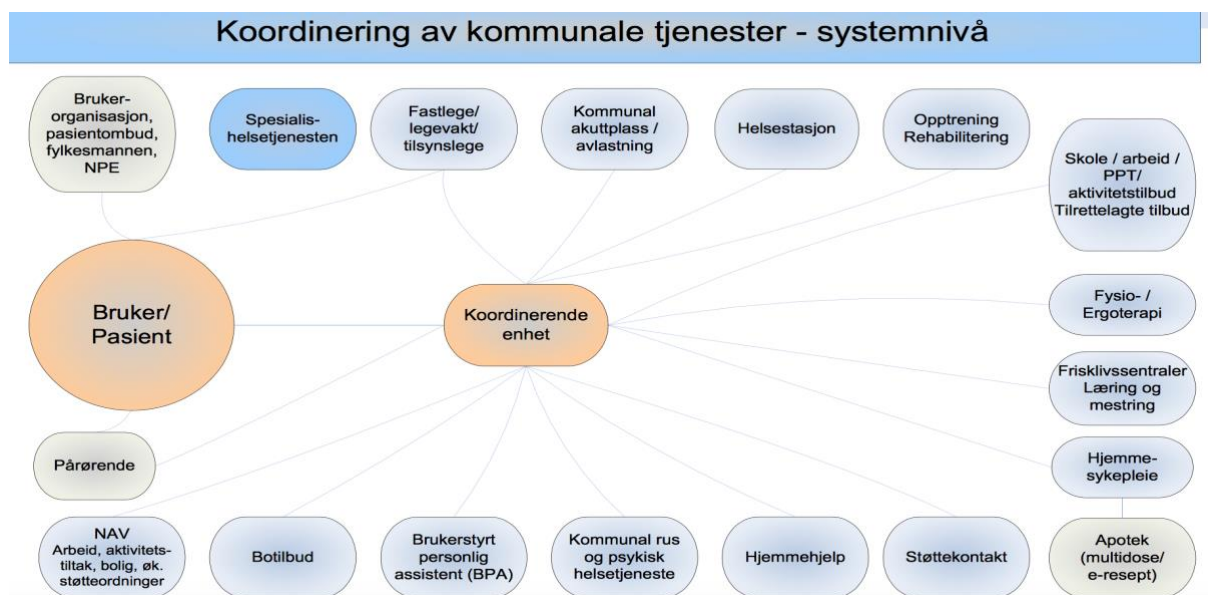 Koordinering av kommunale tjenester - systemnivå
Bruker-
organisasjon,
pasientombud,
fylkesmannen,
NPE
Spesialis-
helsetjenesten
Fastlege/
legevakt/
tilsynslege
Kommunal
akuttplass /
avlastning
Helsestasjon
Opptrening
Rehabilitering
Skole / arbeid /
PPT/
aktivitetstilbud
Tilrettelagte tilbud
Bruker/
Pasient
Koordinerende
enhet
Fysio- /
Ergoterapi
Frisklivssentraler
Læring og
mestring
Pårørende
Hjemme-
sykepleie
NAV
Arbeid, aktivitets-
tiltak, bolig, øk.
støtteordninger
Botilbud
Brukerstyrt
personlig
assistent (BPA)
Kommunal rus
og psykisk
helsetjeneste
Hjemmehjelp
Støttekontakt
Apotek
(multidose/
e-resept)